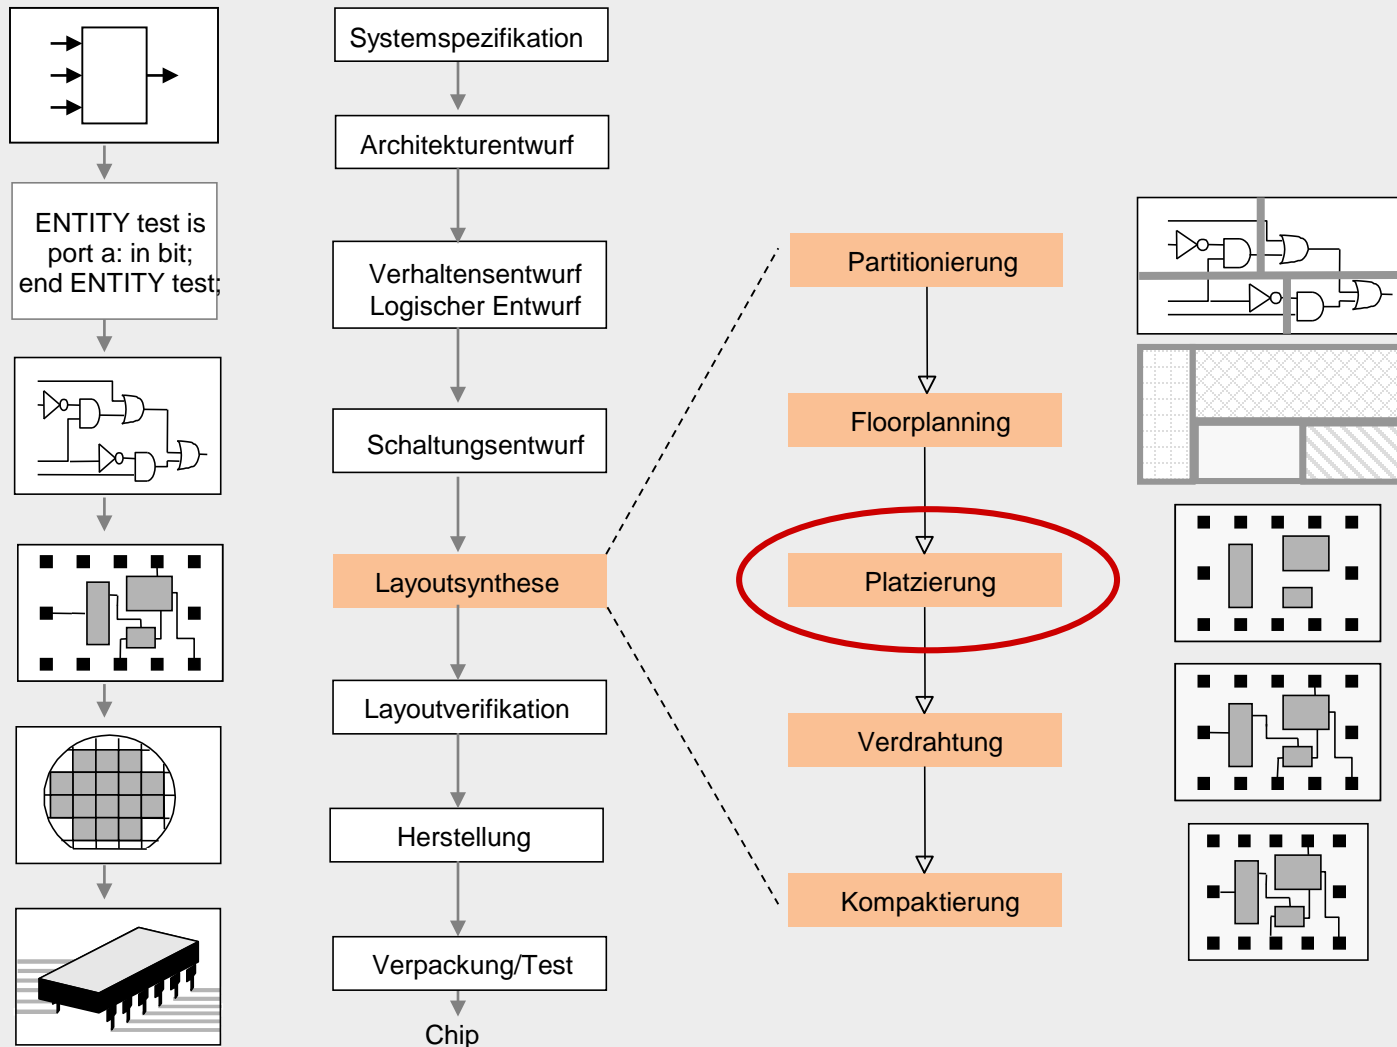 Systemspezifikation
Architekturentwurf
ENTITY test is
port a: in bit;
end ENTITY test;
Verhaltensentwurf
Logischer Entwurf
Schaltungsentwurf
Layoutsynthese
Layoutverifikation
Herstellung
Verpackung/Test
Chip
Partitionierung
Floorplanning
Platzierung
Verdrahtung
Kompaktierung